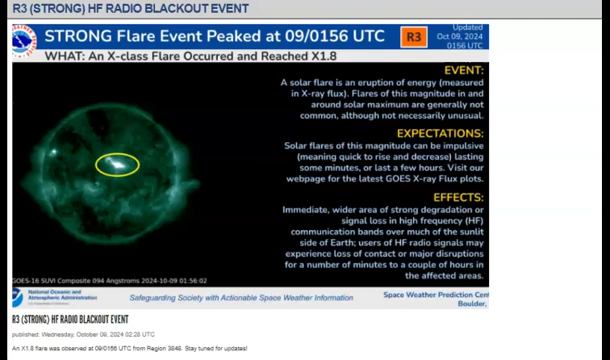 R3 (STRONG) HF RADIO BLACKOUT EVENT
STRONG Flare Event Peaked at 09/0156 UTC
R3
Updated
Oct 09, 2024
0156 UTC
WHAT: An X-class Flare Occurred and Reached X1.8
EVENT:
A solar flare is an eruption of energy (measured
in X-ray flux). Flares of this magnitude in and
around solar maximum are generally not
common, although not necessarily unusual.
EXPECTATIONS:
Solar flares of this magnitude can be impulsive
(meaning quick to rise and decrease) lasting
some minutes, or last a few hours. Visit our
webpage for the latest GOES X-ray Flux plots.
EFFECTS:
Immediate, wider area of strong degradation or
signal loss in high frequency (HF)
communication bands over much of the sunlit
side of Earth; users of HF radio signals may
experience loss of contact or major disruptions
for a number of minutes to a couple of hours in
the affected areas.
GOES-16 SUVI Composite 094 Angstroms 2024-10-09 01:56:02
National Oceanic and
Atmospheric Administration
Safeguarding Society with Actionable Space Weather Information
Space Weather Prediction Cent
Boulder,
R3 (STRONG) HF RADIO BLACKOUT EVENT
published: Wednesday, October 09, 2024 02:28 UTC
An X1.8 flare was observed at 09/0156 UTC from Region 3848. Stay tuned for updates!